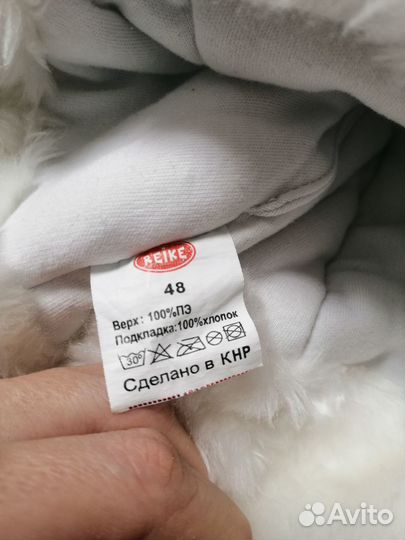 REIKE
48
Верх: 100%ПЭ
Подкладка:100%хлопок
30°
Сделано в КНР
Avito